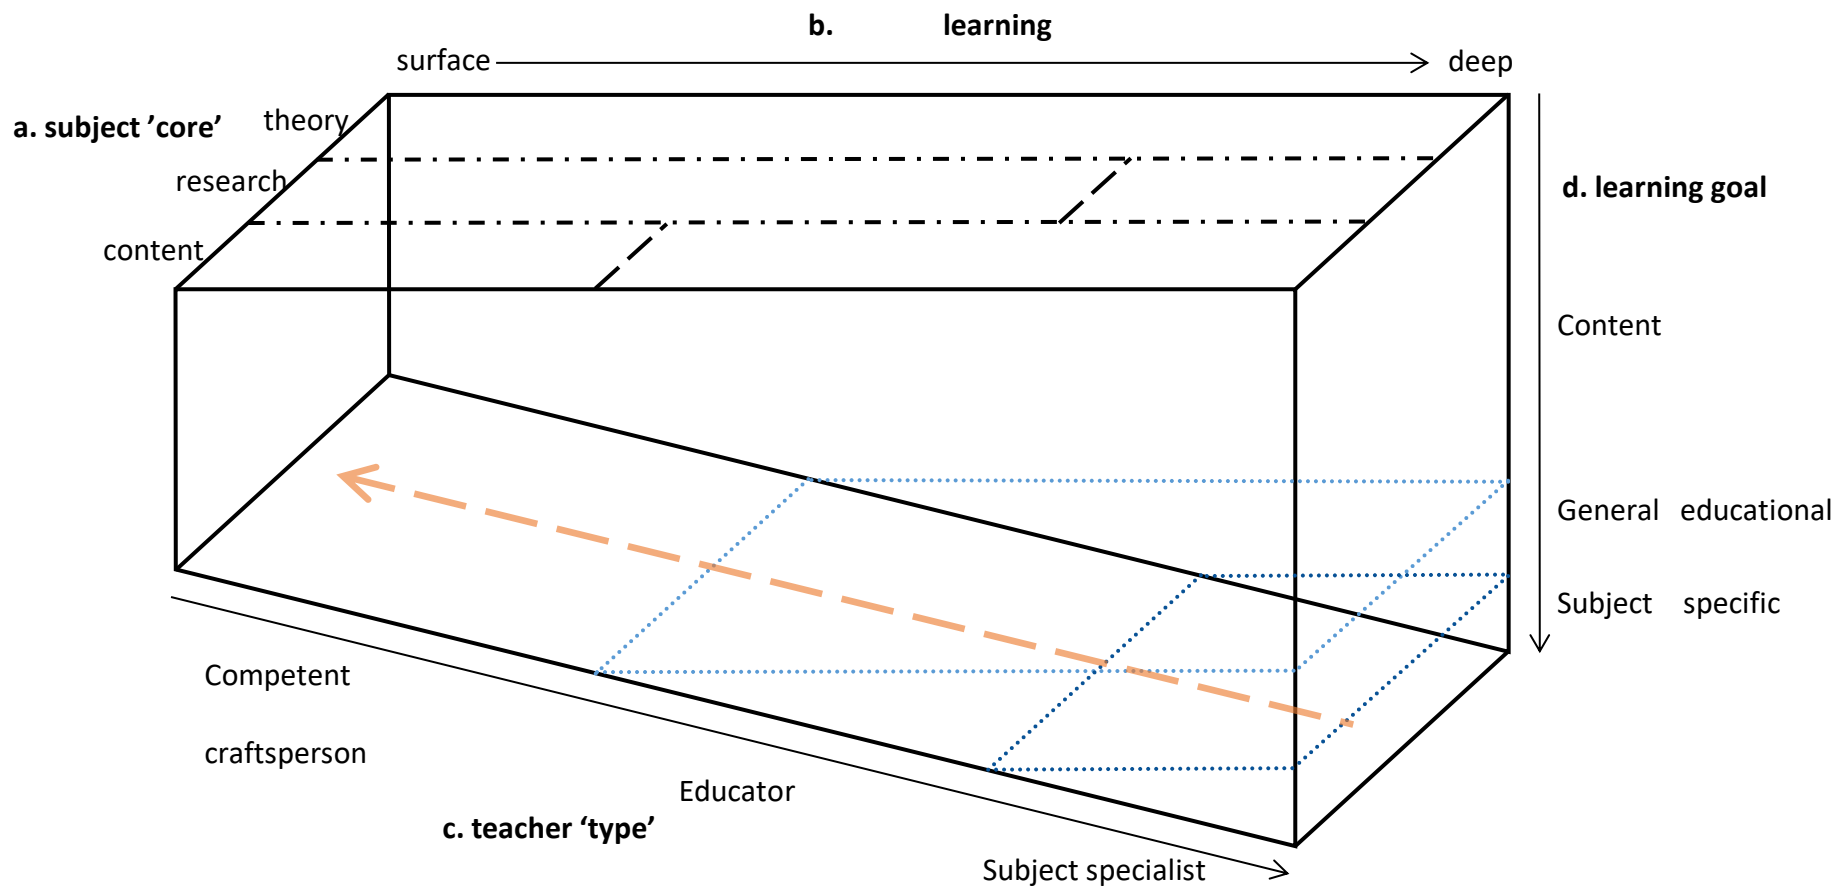 b. learning
surface
deep
a. subject ’core’
theory
research
content
d. learning goal
Content
General educational
Subject specific
Competent
craftsperson
Educator
c. teacher ‘type’
Subject specialist